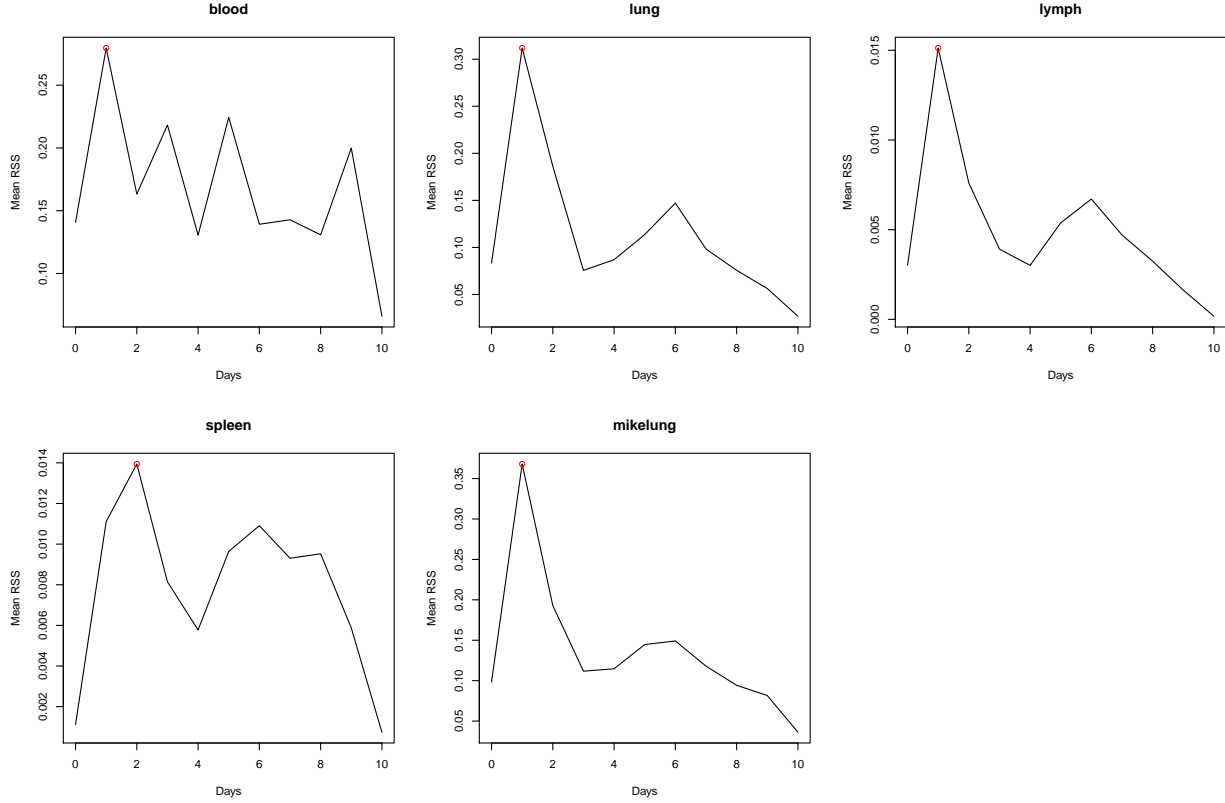 blood
Mean RSS
0.25
0.20
0.15
0.10
0 2 4 6 8 10
Days
lung
Mean RSS
0.30
0.25
0.20
0.15
0.10
0.05
0 2 4 6 8 10
Days
lymph
Mean RSS
0.015
0.010
0.005
0.000
0 2 4 6 8 10
Days
spleen
Mean RSS
0.014
0.012
0.010
0.008
0.006
0.004
0.002
0 2 4 6 8 10
Days
mikelung
Mean RSS
0.35
0.30
0.25
0.20
0.15
0.10
0.05
0 2 4 6 8 10
Days